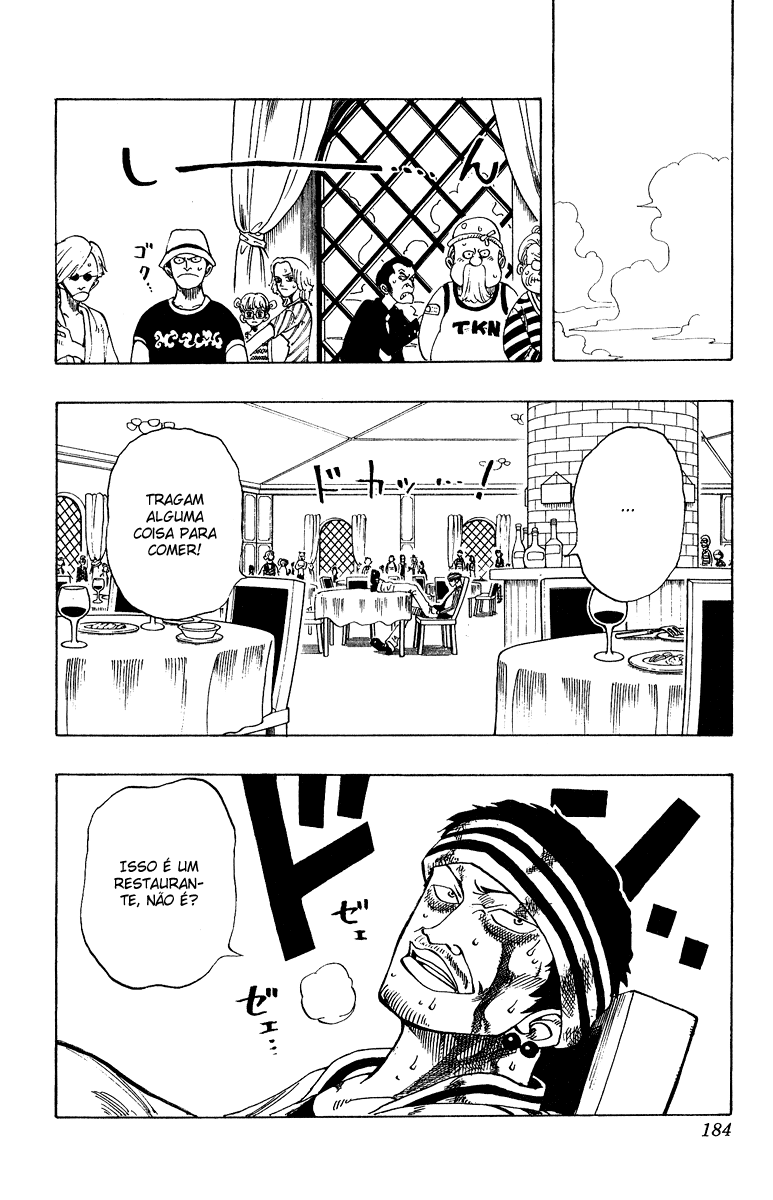 しーー…ん
ゴク…
TKN
...
ドカッ…!
TRAGAM
ALGUMA
COISA PARA
COMER!
ドン
ISSO É UM
RESTAURAN-
TE, NÃO É?
ゼェ
ゼェ…
184